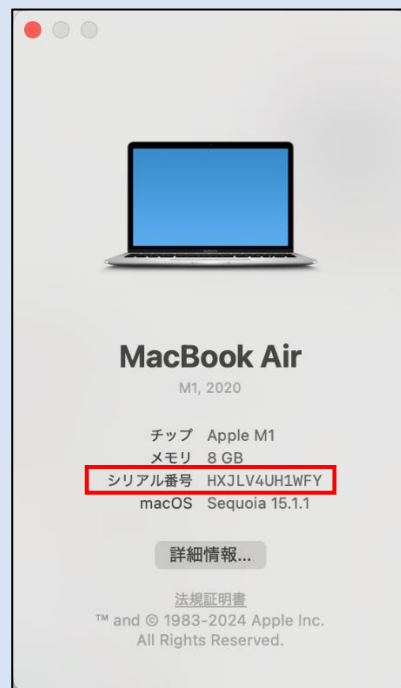 MacBook Air
M1, 2020
チップ Apple M1
メモリ 8 GB
シリアル番号 HXJLV4UH1WFY
macOS Sequoia 15.1.1
詳細情報...
法規証明書
™ and © 1983-2024 Apple Inc.
All Rights Reserved.